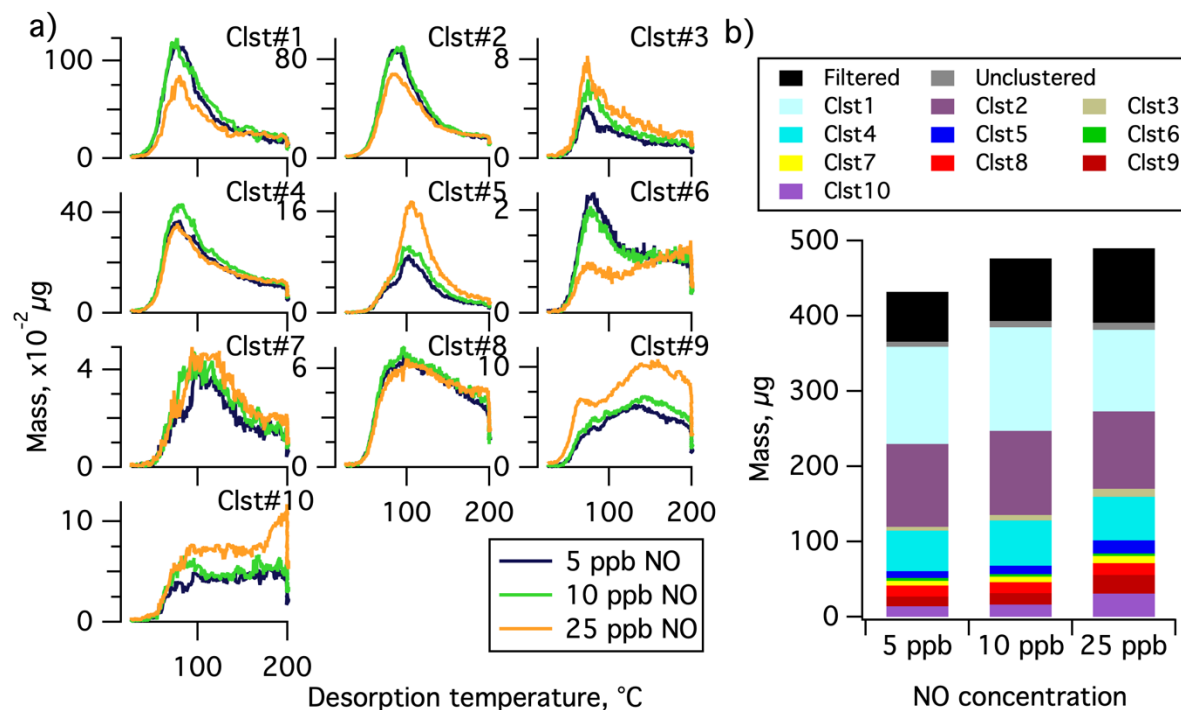 a)
Clst#1
Clst#2
Clst#3
100
0
80
0
8
0
Clst#4
Clst#5
Clst#6
40
0
16
0
2
0
Clst#7
Clst#8
Clst#9
4
0
6
0
10
0
Clst#10
10
0
100
200
100
200
100
200
Mass, x10⁻² µg
5 ppb NO
10 ppb NO
25 ppb NO
Desorption temperature, °C
b)
Filtered
Unclustered
Clst1
Clst2
Clst3
Clst4
Clst5
Clst6
Clst7
Clst8
Clst9
Clst10
500
400
300
200
100
0
Mass, µg
5 ppb
10 ppb
25 ppb
NO concentration